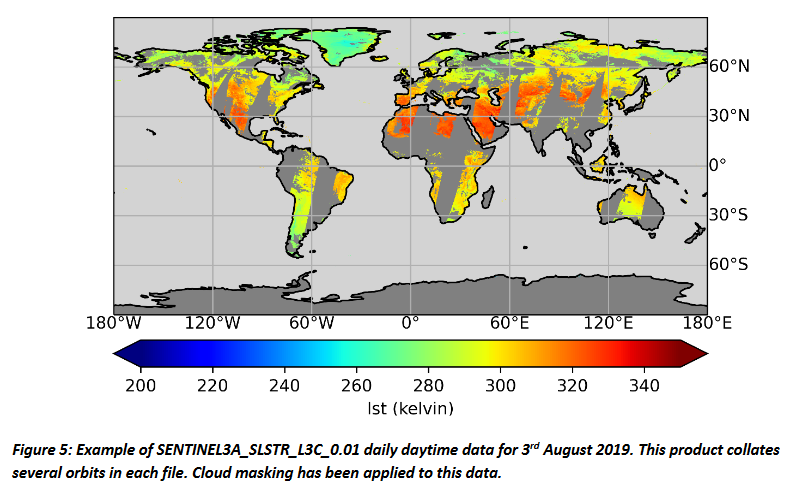 60°N
30°N
0°
30°S
60°S
180°W 120°W 60°W 0° 60°E 120°E 180°E
200 220 240 260 280 300 320 340
lst (kelvin)
Figure 5: Example of SENTINEL3A_SLSTR_L3C_0.01 daily daytime data for 3rd August 2019. This product collates
several orbits in each file. Cloud masking has been applied to this data.